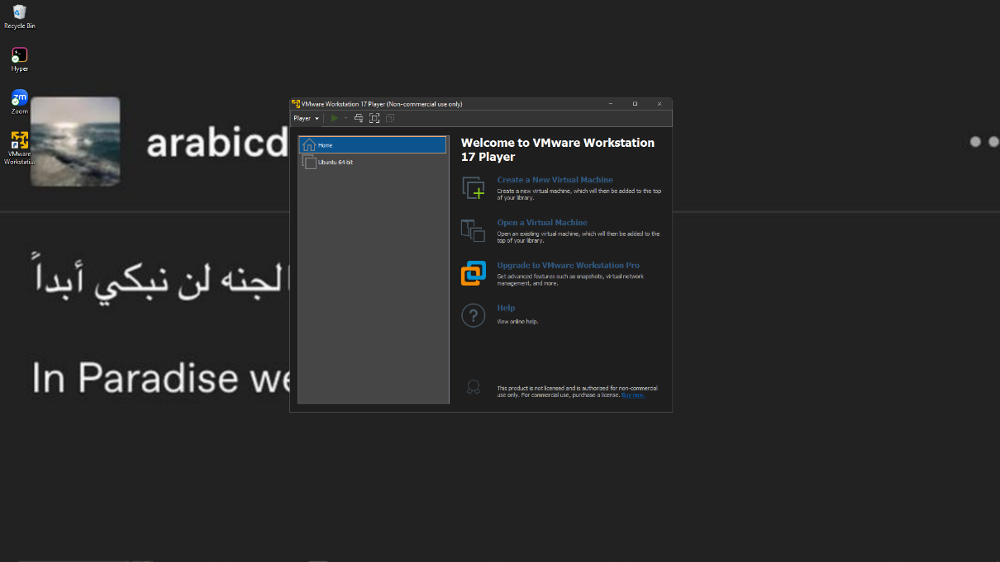 Recycle Bin
Hyper
Zoom
VMware
Workstati...
arabicd
لجنه لن نبكي أبداً
In Paradise we
VMware Workstation 17 Player (Non-commercial use only)
Player
Home
Ubuntu 64-bit
Welcome to VMware Workstation
17 Player
Create a New Virtual Machine
Create a new virtual machine, which will then be added to the top
of your library.
Open a Virtual Machine
Open an existing virtual machine, which will then be added to the
top of your library.
Upgrade to VMware Workstation Pro
Get advanced features such as snapshots, virtual network
management, and more.
Help
View online help.
This product is not licensed and is authorized for non-commercial
use only. For commercial use, purchase a license. Buy now.